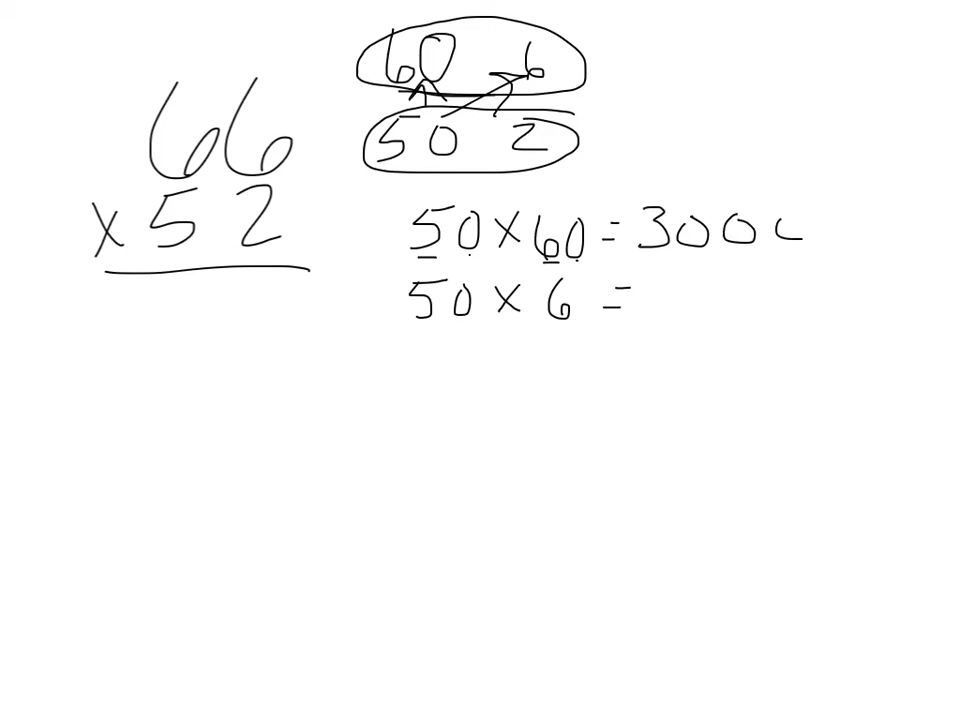 66
x 52
60 6
50 2
50 x 60 = 3000
50 x 6 =